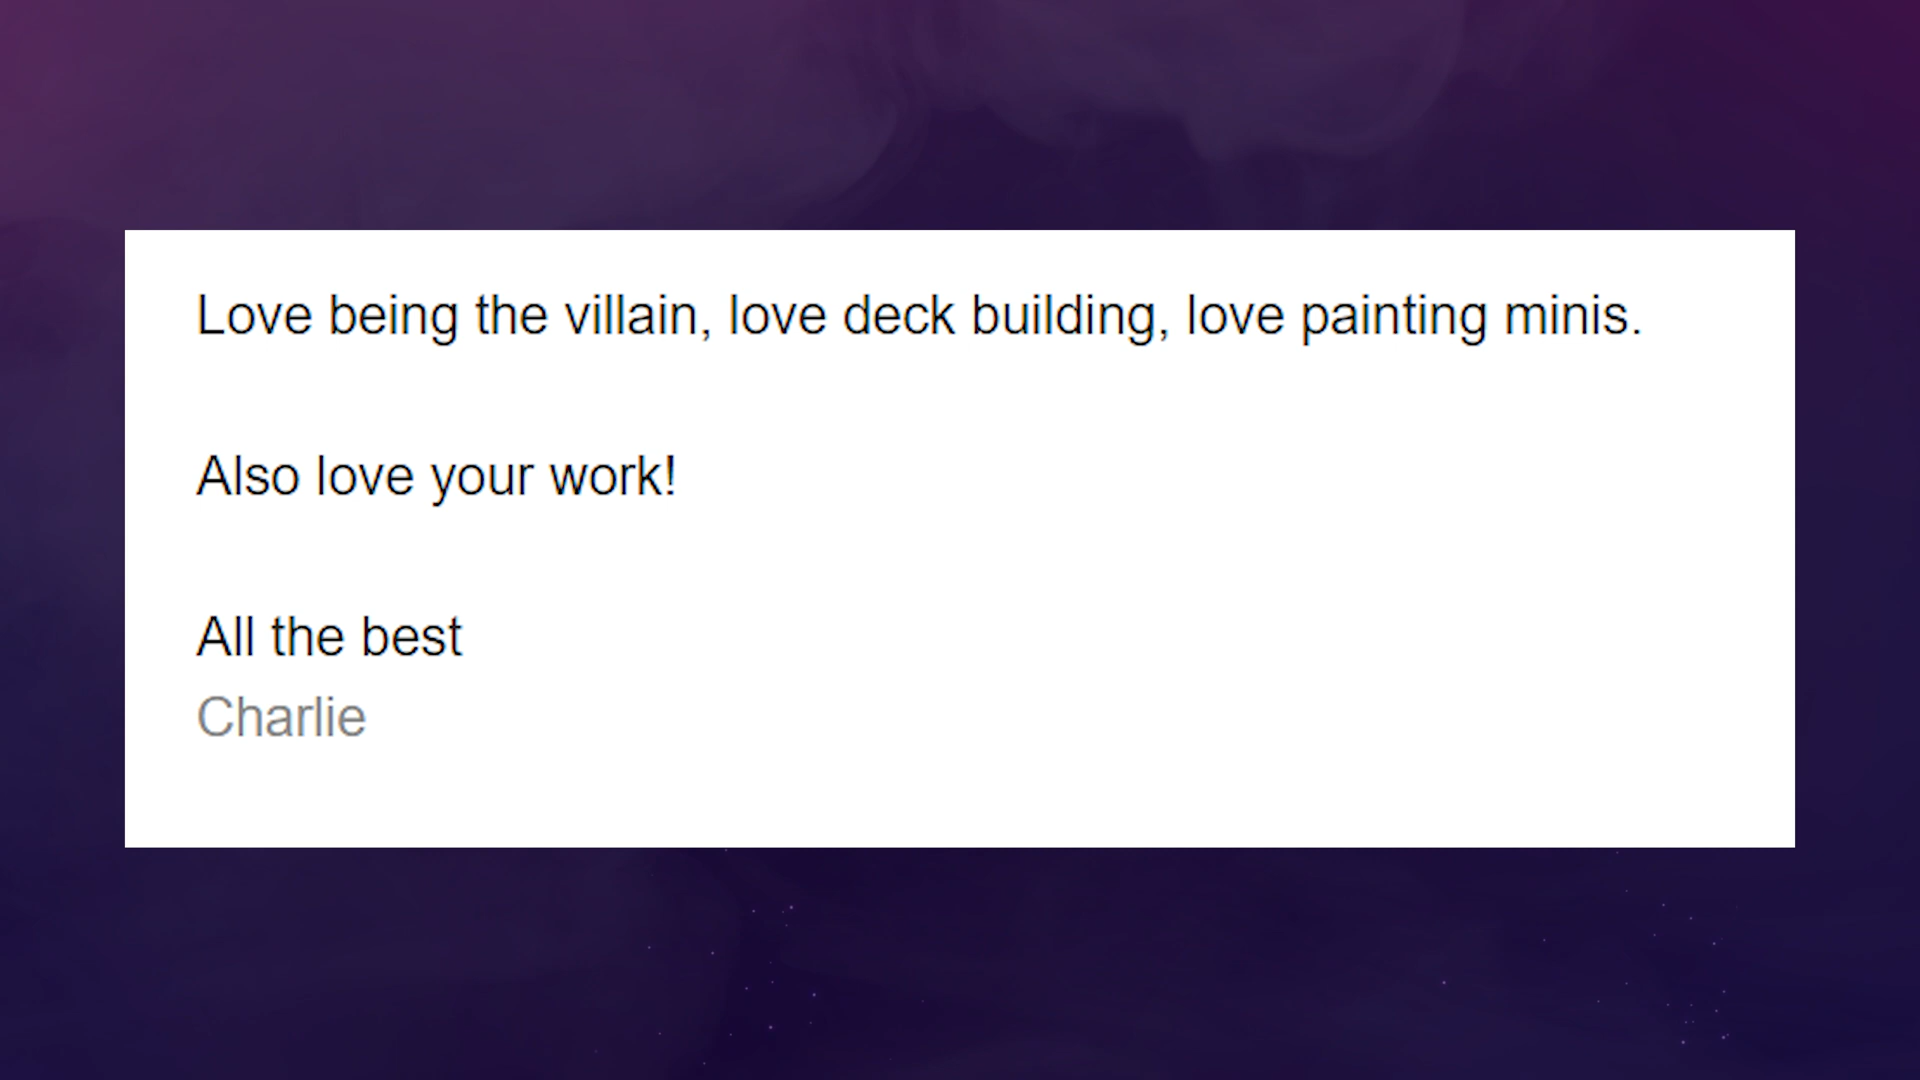 Love being the villain, love deck building, love painting minis.
Also love your work!
All the best
Charlie